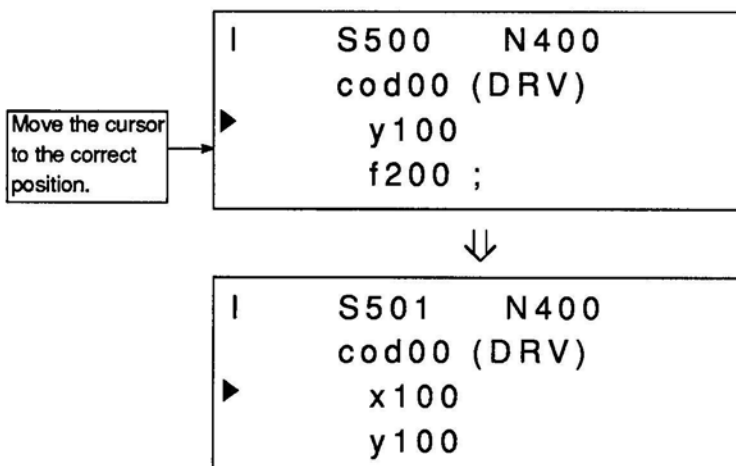 I S500 N400
cod00 (DRV)
Move the cursor
to the correct
position.
▶ y100
f200 ;
⇓
I S501 N400
cod00 (DRV)
▶ x100
y100